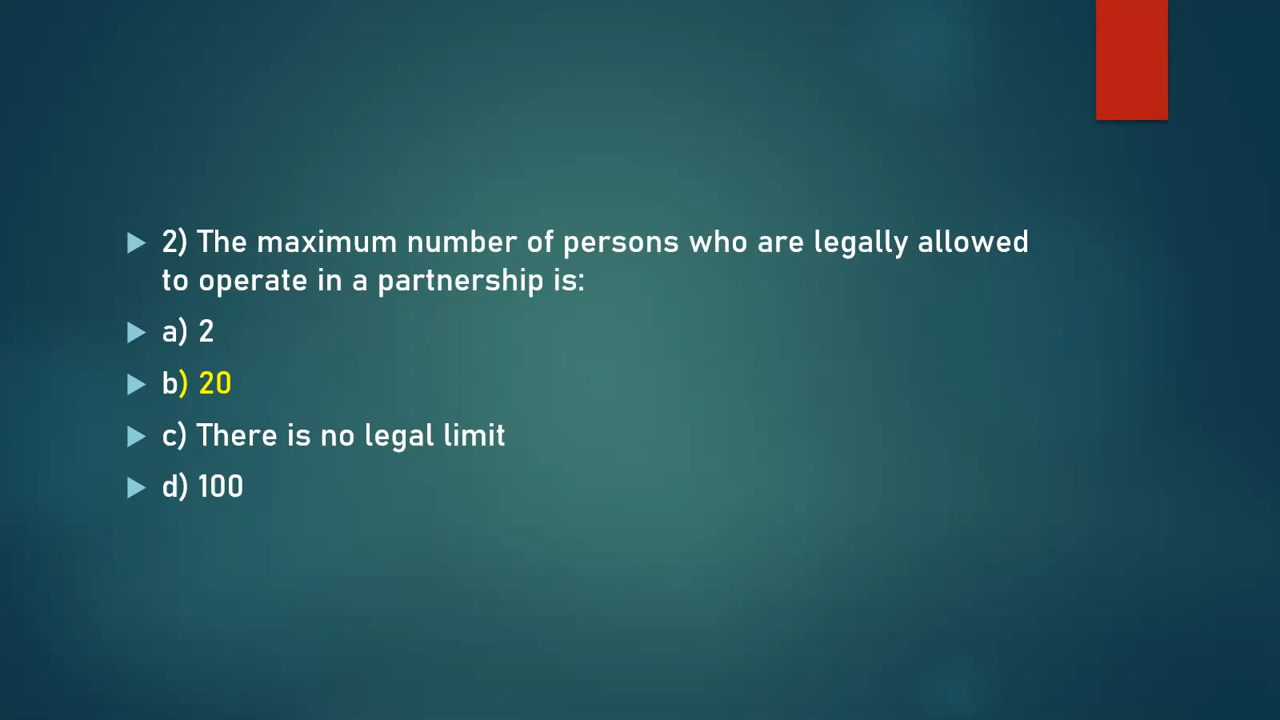 2) The maximum number of persons who are legally allowed
to operate in a partnership is:
a) 2
b) 20
c) There is no legal limit
d) 100